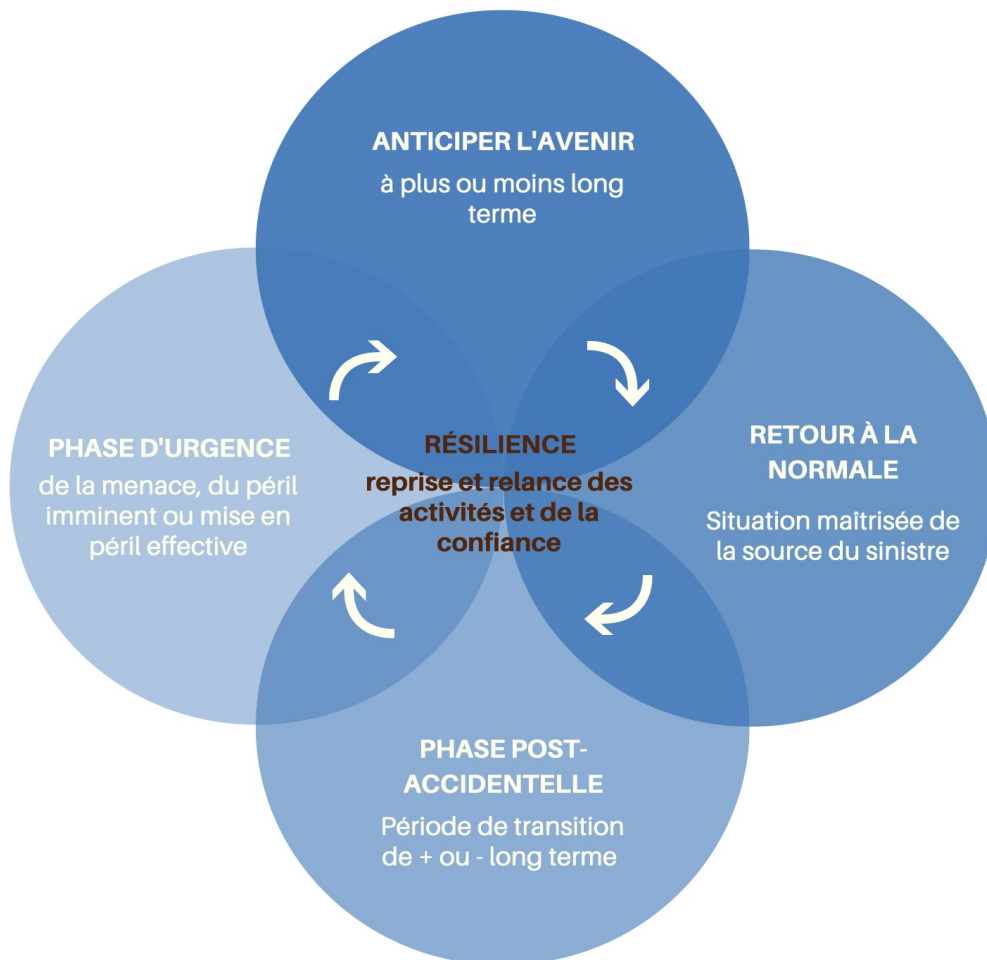 ANTICIPER L'AVENIR
à plus ou moins long
terme
PHASE D'URGENCE
de la menace, du péril
imminent ou mise en
péril effective
RÉSILIENCE
reprise et relance des
activités et de la
confiance
RETOUR À LA
NORMALE
Situation maîtrisée de
la source du sinistre
PHASE POST-
ACCIDENTELLE
Période de transition
de + ou - long terme